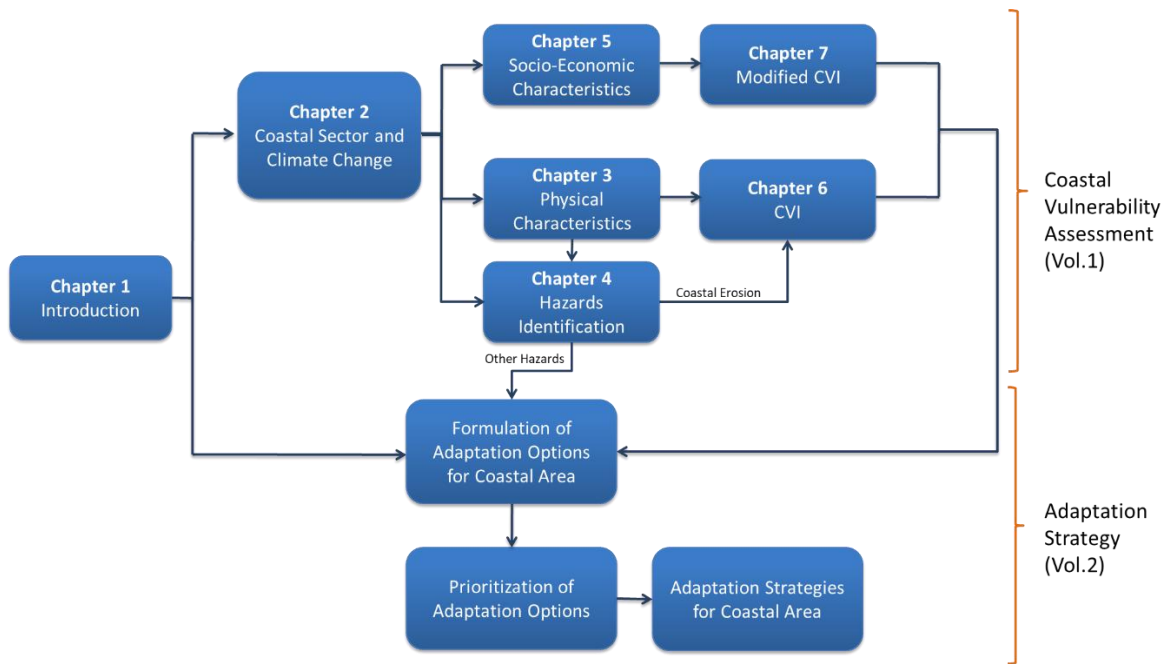 Chapter 5
Socio-Economic
Characteristics
Chapter 7
Modified CVI
Chapter 2
Coastal Sector and
Climate Change
Chapter 3
Physical
Characteristics
Chapter 6
CVI
Coastal
Vulnerability
Assessment
(Vol.1)
Chapter 1
Introduction
Chapter 4
Hazards
Identification
Coastal Erosion
Other Hazards
Formulation of
Adaptation Options
for Coastal Area
Adaptation
Strategy
(Vol.2)
Prioritization of
Adaptation Options
Adaptation Strategies
for Coastal Area